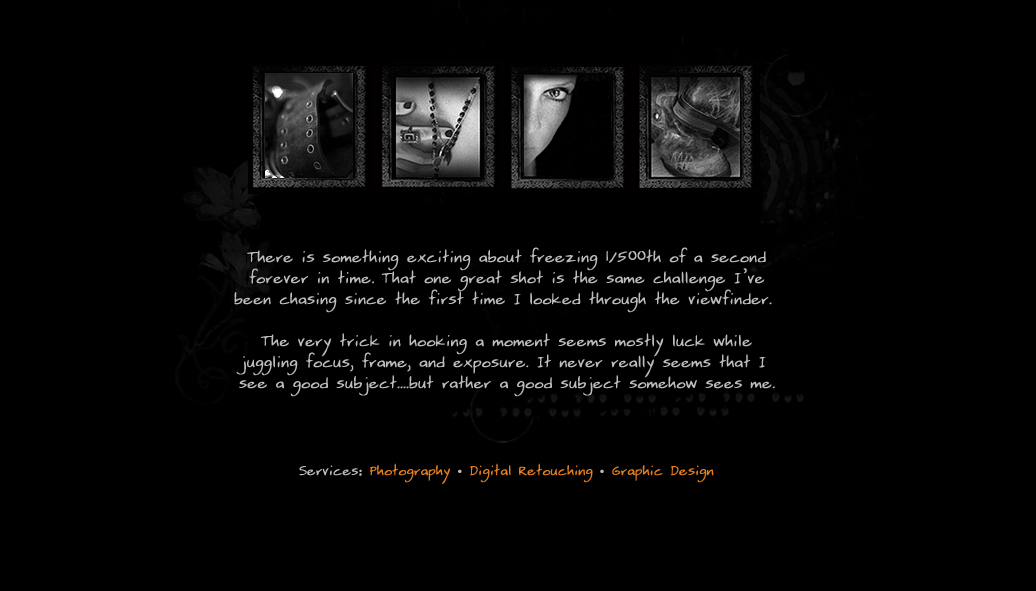 There is something exciting about freezing 1/500th of a second
forever in time. That one great shot is the same challenge I've
been chasing since the first time I looked through the viewfinder.
The very trick in hooking a moment seems mostly luck while
juggling focus, frame, and exposure. It never really seems that I
see a good subject....but rather a good subject somehow sees me.
Services: Photography • Digital Retouching • Graphic Design